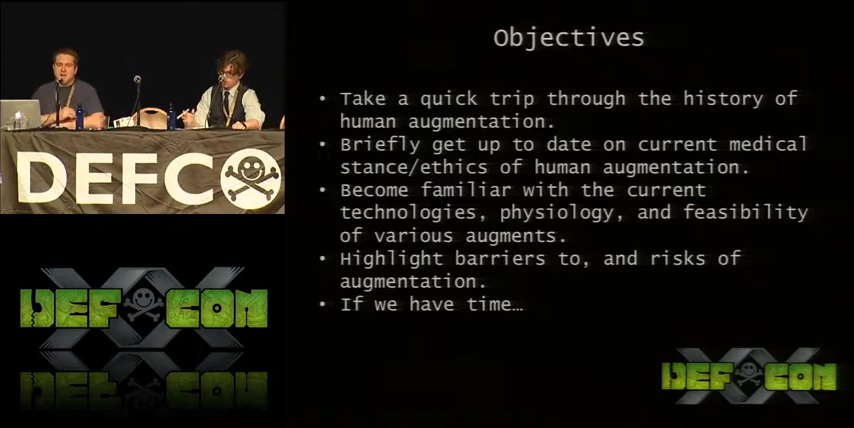 Objectives
• Take a quick trip through the history of
human augmentation.
• Briefly get up to date on current medical
stance/ethics of human augmentation.
• Become familiar with the current
technologies, physiology, and feasibility
of various augments.
• Highlight barriers to, and risks of
augmentation.
• If we have time…
DEFC
XX
DEF CON
XX
DEF CON